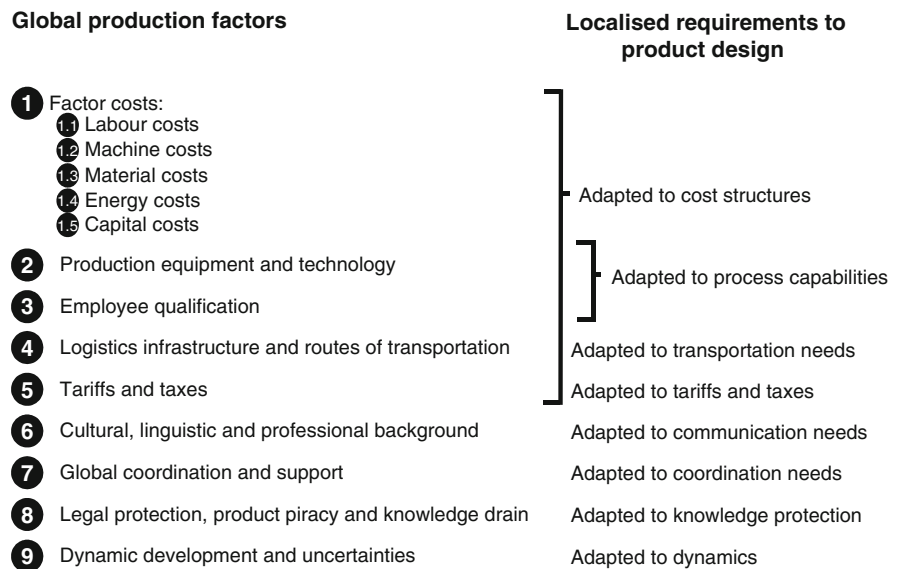 Global production factors
Localised requirements to
product design
1 Factor costs:
1.1 Labour costs
1.2 Machine costs
1.3 Material costs
1.4 Energy costs
1.5 Capital costs
Adapted to cost structures
2 Production equipment and technology
Adapted to process capabilities
3 Employee qualification
4 Logistics infrastructure and routes of transportation
Adapted to transportation needs
5 Tariffs and taxes
Adapted to tariffs and taxes
6 Cultural, linguistic and professional background
Adapted to communication needs
7 Global coordination and support
Adapted to coordination needs
8 Legal protection, product piracy and knowledge drain
Adapted to knowledge protection
9 Dynamic development and uncertainties
Adapted to dynamics